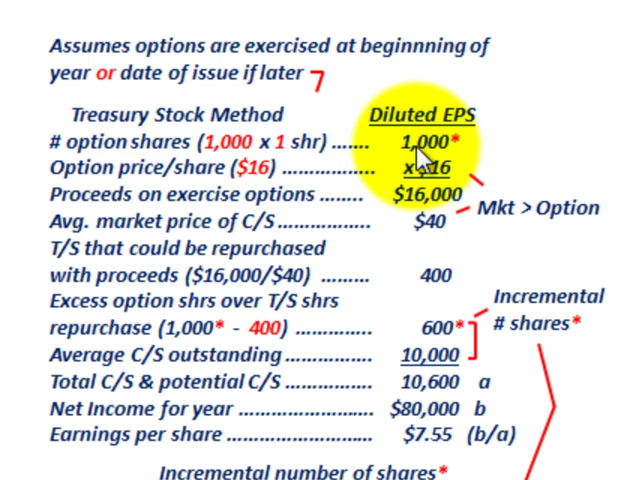 Assumes options are exercised at beginnning of
year or date of issue if later
Treasury Stock Method Diluted EPS
# option shares (1,000 x 1 shr) ....... 1,000*
Option price/share ($16) ................. x 16
Proceeds on exercise options ........ $16,000
Mkt > Option
Avg. market price of C/S ................. $40
T/S that could be repurchased
with proceeds ($16,000/$40) ......... 400
Excess option shrs over T/S shrs
Incremental
# shares*
repurchase (1,000* - 400) .............. 600*
Average C/S outstanding ............... 10,000
Total C/S & potential C/S ............... 10,600 a
Net Income for year ........................ $80,000 b
Earnings per share .......................... $7.55 (b/a)
Incremental number of shares*